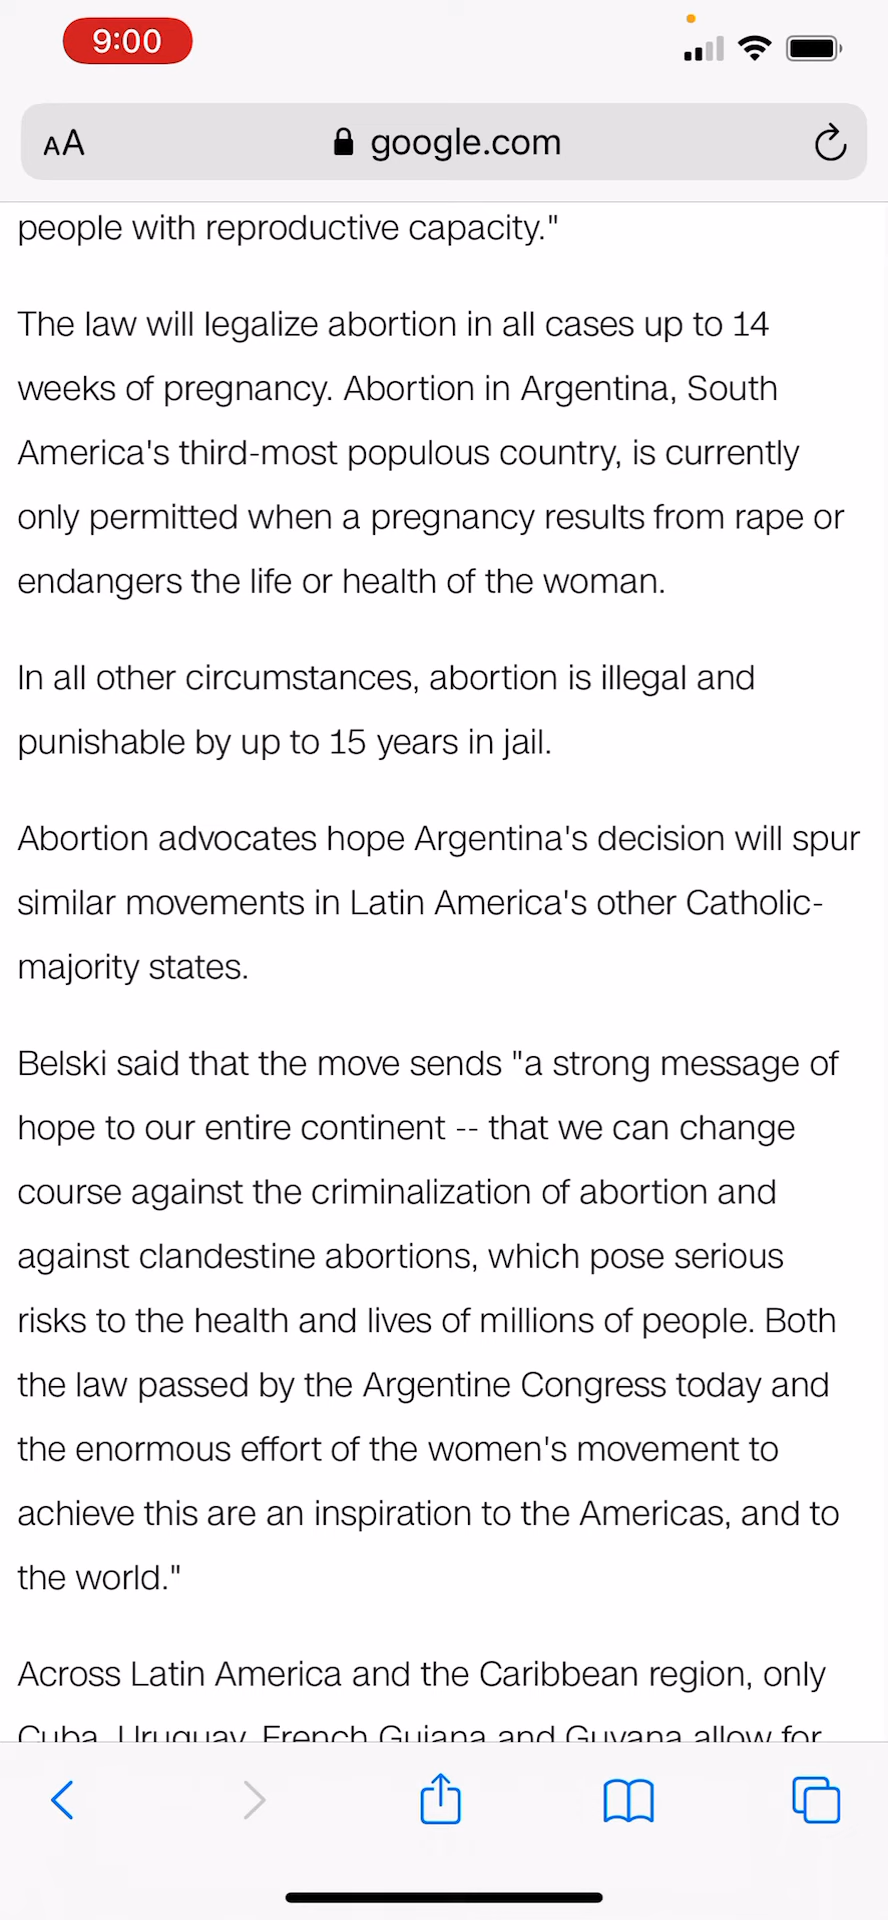 9:00
AA google.com
people with reproductive capacity."
The law will legalize abortion in all cases up to 14
weeks of pregnancy. Abortion in Argentina, South
America's third-most populous country, is currently
only permitted when a pregnancy results from rape or
endangers the life or health of the woman.
In all other circumstances, abortion is illegal and
punishable by up to 15 years in jail.
Abortion advocates hope Argentina's decision will spur
similar movements in Latin America's other Catholic-
majority states.
Belski said that the move sends "a strong message of
hope to our entire continent -- that we can change
course against the criminalization of abortion and
against clandestine abortions, which pose serious
risks to the health and lives of millions of people. Both
the law passed by the Argentine Congress today and
the enormous effort of the women's movement to
achieve this are an inspiration to the Americas, and to
the world."
Across Latin America and the Caribbean region, only
Cuba, Uruguay, French Guiana and Guyana allow for